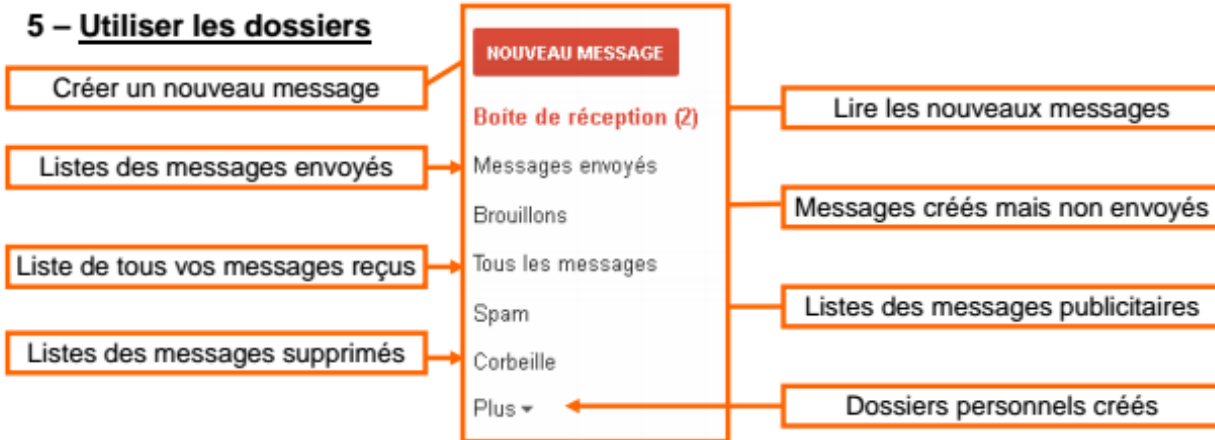 5 – Utiliser les dossiers
NOUVEAU MESSAGE
Créer un nouveau message
Boîte de réception (2)
Lire les nouveaux messages
Listes des messages envoyés
Messages envoyés
Brouillons
Messages créés mais non envoyés
Liste de tous vos messages reçus
Tous les messages
Spam
Listes des messages publicitaires
Listes des messages supprimés
Corbeille
Plus
Dossiers personnels créés